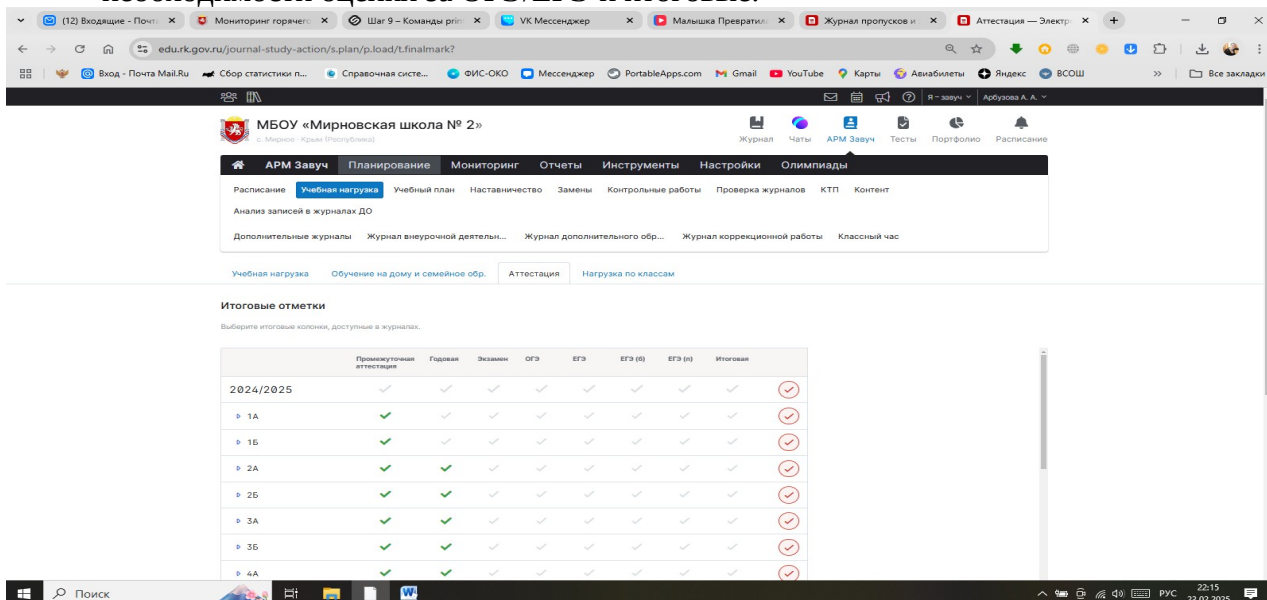 необходимости оценки за ОГЭ/ЕГЭ и итоговые.
(12) Входящие - Почта
Мониторинг горячего
Шаг 9 – Команды prin
VK Мессенджер
Малышка Превратил
Журнал пропусков и
Аттестация — Электр
edu.rk.gov.ru/journal-study-action/s.plan/p.load/t.finalmark?
Вход - Почта Mail.Ru
Сбор статистики п...
Справочная систе...
ФИС-ОКО
Мессенджер
PortableApps.com
Gmail
YouTube
Карты
Авиабилеты
Яндекс
ВСОШ
»
Все закладки
Я – завуч
Арбузова А. А.
МБОУ «Мирновская школа № 2»
с. Мирное - Крым (Республика)
Журнал
Чаты
АРМ Завуч
Тесты
Портфолио
Расписание
АРМ Завуч
Планирование
Мониторинг
Отчеты
Инструменты
Настройки
Олимпиады
Расписание
Учебная нагрузка
Учебный план
Наставничество
Замены
Контрольные работы
Проверка журналов
КТП
Контент
Анализ записей в журналах ДО
Дополнительные журналы
Журнал внеурочной деятельн...
Журнал дополнительного обр...
Журнал коррекционной работы
Классный час
Учебная нагрузка
Обучение на дому и семейное обр.
Аттестация
Нагрузка по классам
Итоговые отметки
Выберите итоговые колонки, доступные в журналах.
Промежуточная аттестация
Годовая
Экзамен
ОГЭ
ЕГЭ
ЕГЭ (б)
ЕГЭ (п)
Итоговая
2024/2025
1А
1Б
2А
2Б
3А
3Б
4А
Поиск
РУС
22:15